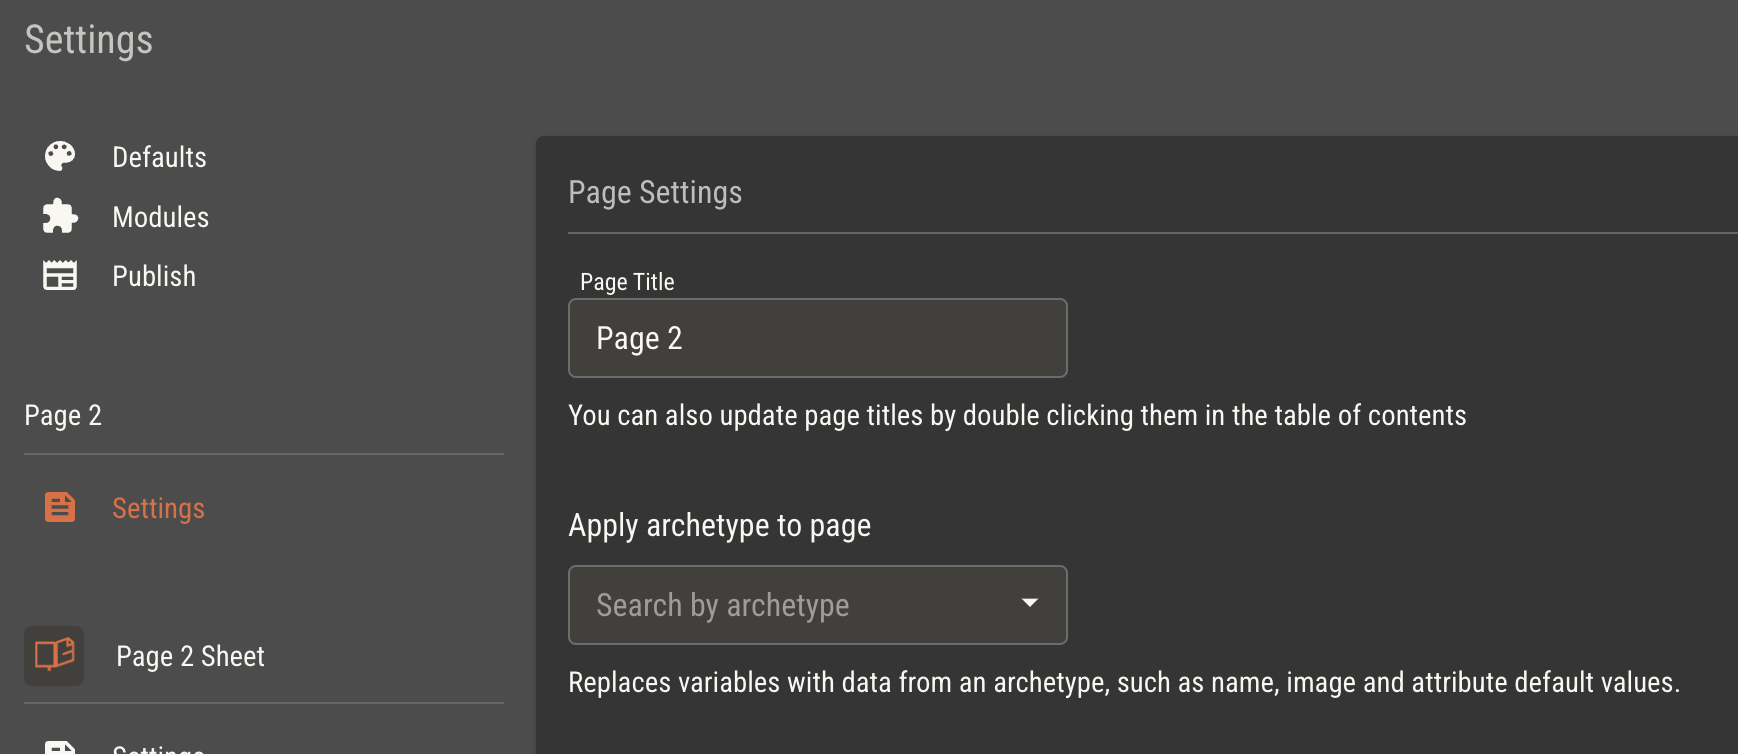 Settings
Defaults
Modules
Publish
Page 2
Settings
Page 2 Sheet
Settings
Page Settings
Page Title
Page 2
You can also update page titles by double clicking them in the table of contents
Apply archetype to page
Search by archetype
Replaces variables with data from an archetype, such as name, image and attribute default values.